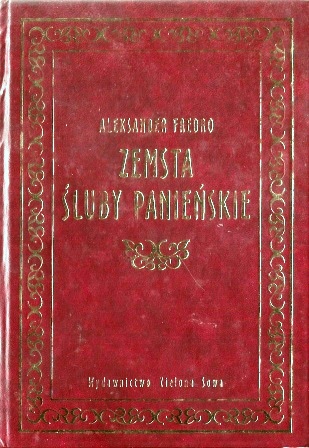 ALEKSANDER FREDRO
ZEMSTA
ŚLUBY PANIEŃSKIE
Wydawnictwo Zielona Sowa